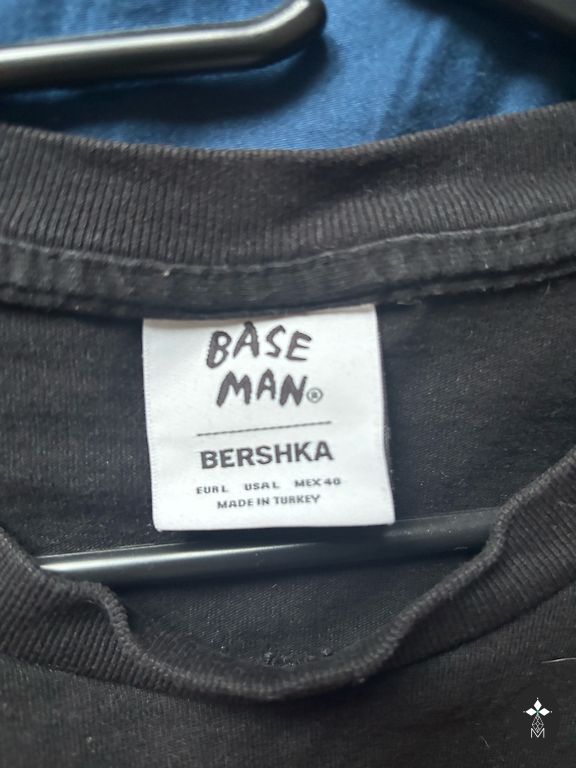 BASE
MAN®
BERSHKA
EUR L USA L MEX 40
MADE IN TURKEY